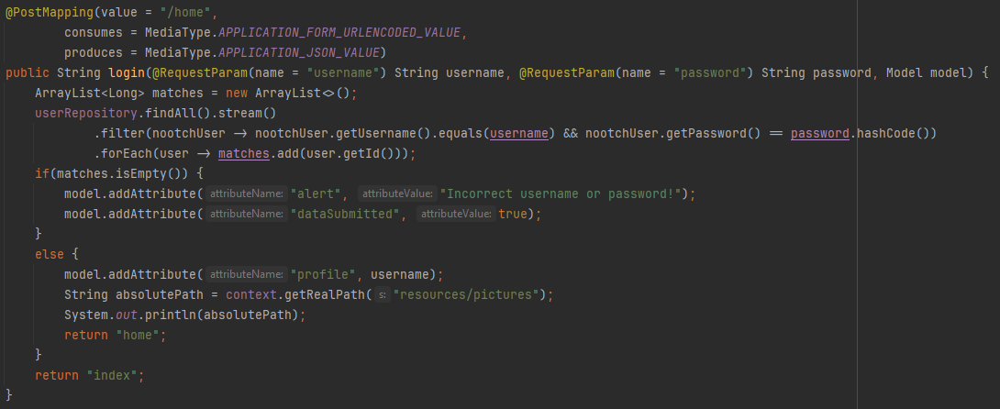 @PostMapping(value = "/home",
        consumes = MediaType.APPLICATION_FORM_URLENCODED_VALUE,
        produces = MediaType.APPLICATION_JSON_VALUE)
public String login(@RequestParam(name = "username") String username, @RequestParam(name = "password") String password, Model model) {
    ArrayList<Long> matches = new ArrayList<>();
    userRepository.findAll().stream()
            .filter(nootchUser -> nootchUser.getUsername().equals(username) && nootchUser.getPassword() == password.hashCode())
            .forEach(user -> matches.add(user.getId()));
    if(matches.isEmpty()) {
        model.addAttribute( attributeName: "alert", attributeValue: "Incorrect username or password!");
        model.addAttribute( attributeName: "dataSubmitted", attributeValue: true);
    }
    else {
        model.addAttribute( attributeName: "profile", username);
        String absolutePath = context.getRealPath( s: "resources/pictures");
        System.out.println(absolutePath);
        return "home";
    }
    return "index";
}